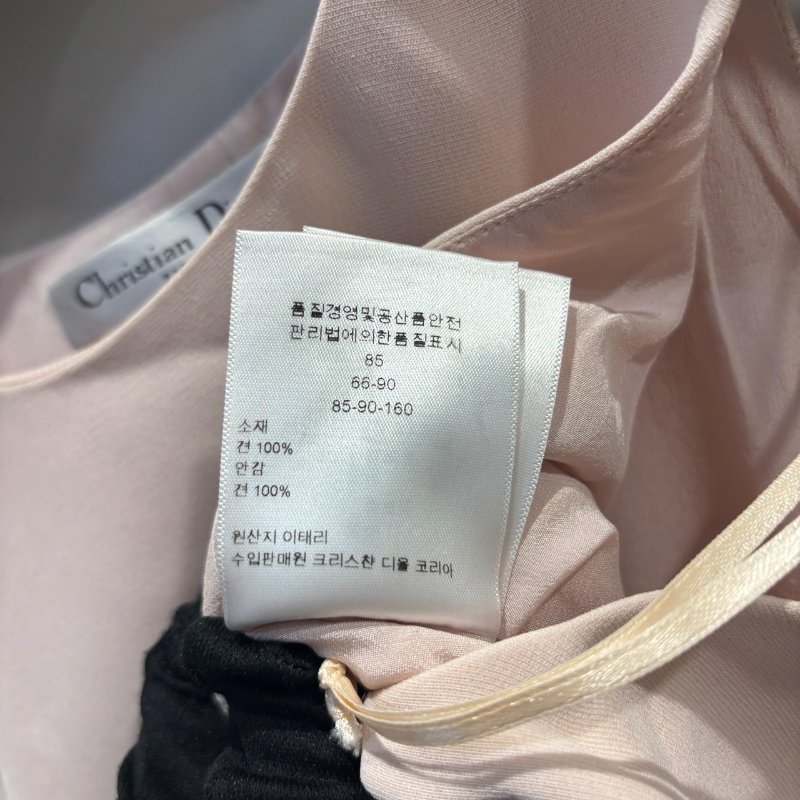 Christian
품질경영및공산품안전
판리법에의한품질표시
85
66-90
85-90-160
소재
견 100%
안감
견 100%
원산지 이태리
수입판매원 크리스챤 디올 코리아